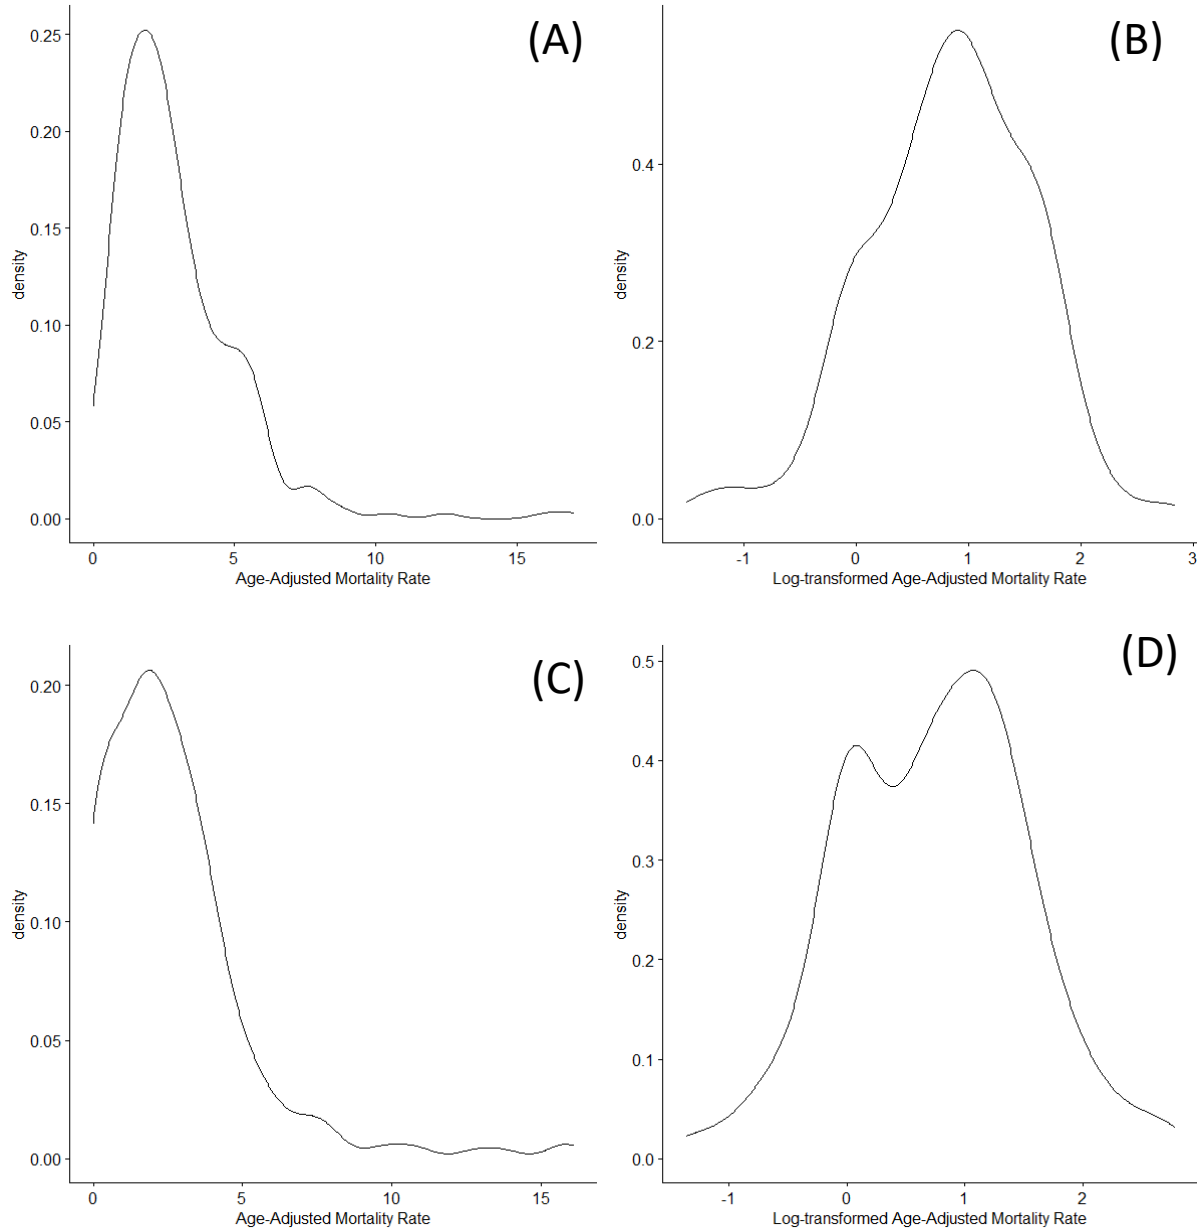 (A)
0.25
0.20
0.15
0.10
0.05
0.00
density
0 5 10 15
Age-Adjusted Mortality Rate
(B)
0.4
0.2
0.0
density
-1 0 1 2 3
Log-transformed Age-Adjusted Mortality Rate
(C)
0.20
0.15
0.10
0.05
0.00
density
0 5 10 15
Age-Adjusted Mortality Rate
(D)
0.5
0.4
0.3
0.2
0.1
0.0
density
-1 0 1 2
Log-transformed Age-Adjusted Mortality Rate